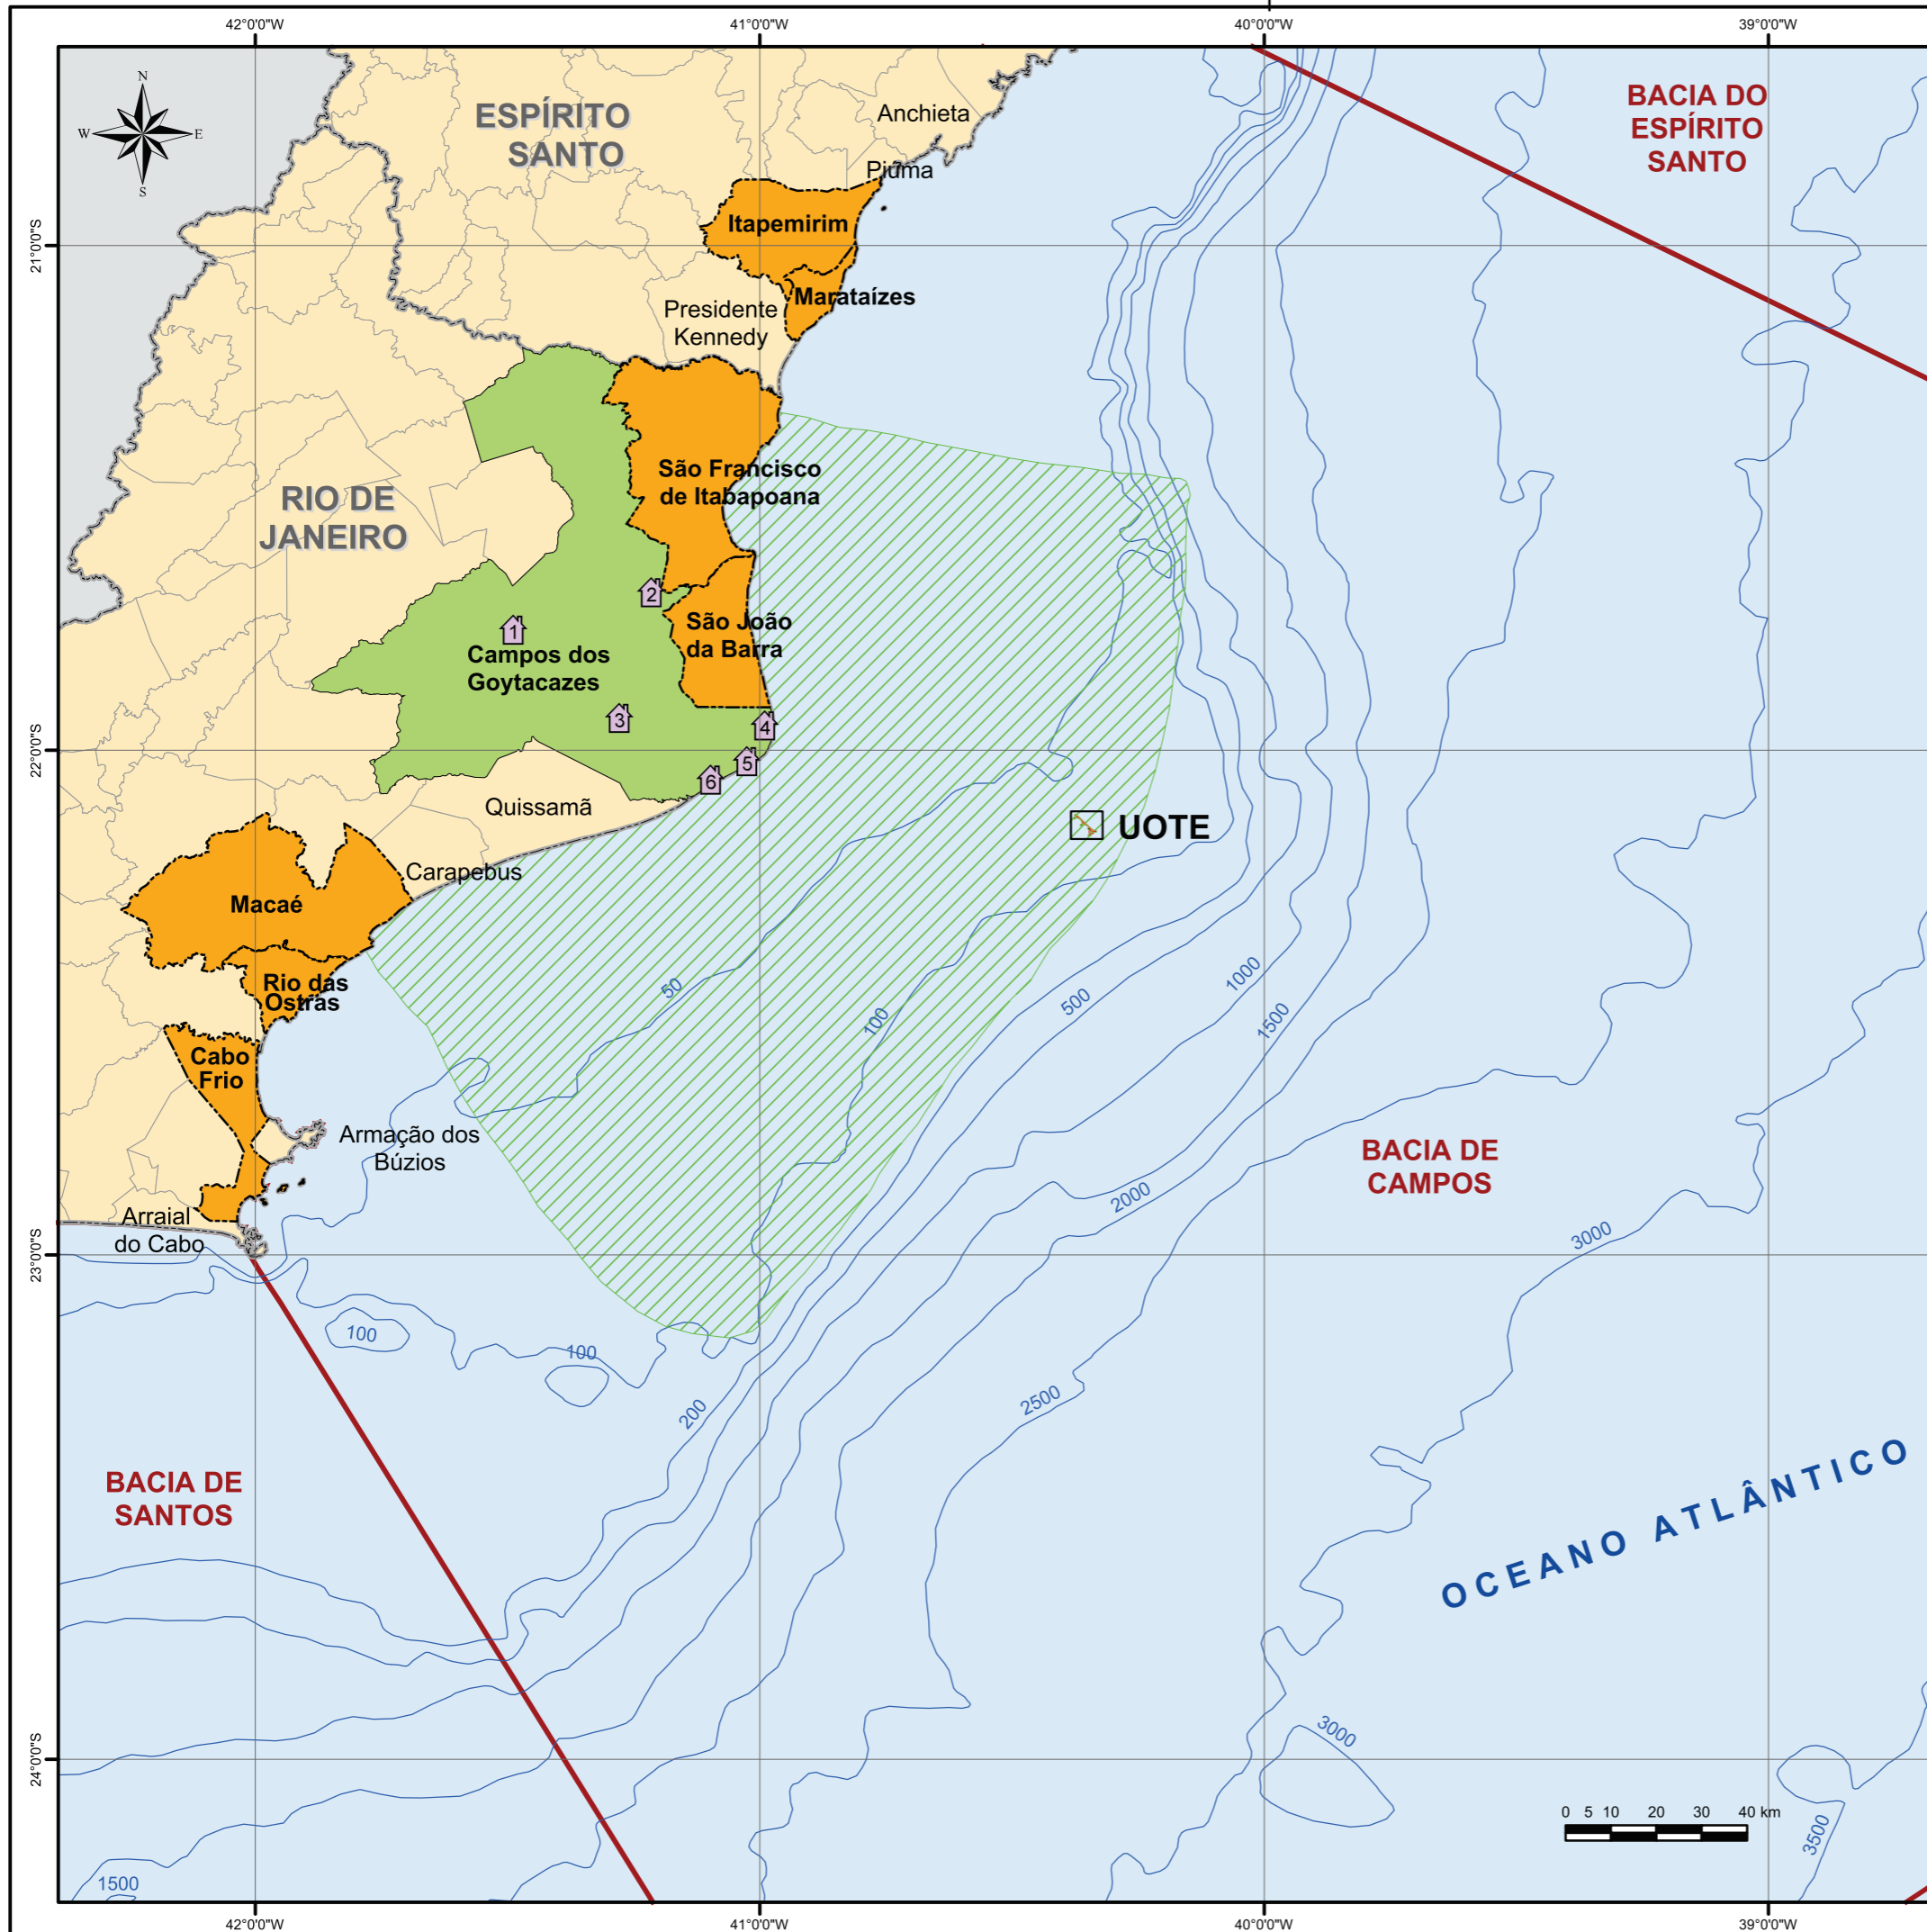 42°0'0"W
41°0'0"W
40°0'0"W
39°0'0"W
N
W
E
S
ESPÍRITO
SANTO
Anchieta
Piúma
BACIA DO
ESPÍRITO
SANTO
Itapemirim
21°0'0"S
Marataízes
Presidente
Kennedy
São Francisco
de Itabapoana
RIO DE
JANEIRO
2
1
São João
da Barra
Campos dos
Goytacazes
3
4
22°0'0"S
5
6
Quissamã
UOTE
Carapebus
Macaé
Rio das
Ostras
50
100
500
1000
1500
Cabo
Frio
Armação dos
Búzios
BACIA DE
CAMPOS
2000
Arraial
do Cabo
3000
23°0'0"S
100
100
200
2500
BACIA DE
SANTOS
OCEANO ATLÂNTICO
3000
24°0'0"S
0 5 10 20 30 40 km
3500
1500
42°0'0"W
41°0'0"W
40°0'0"W
39°0'0"W